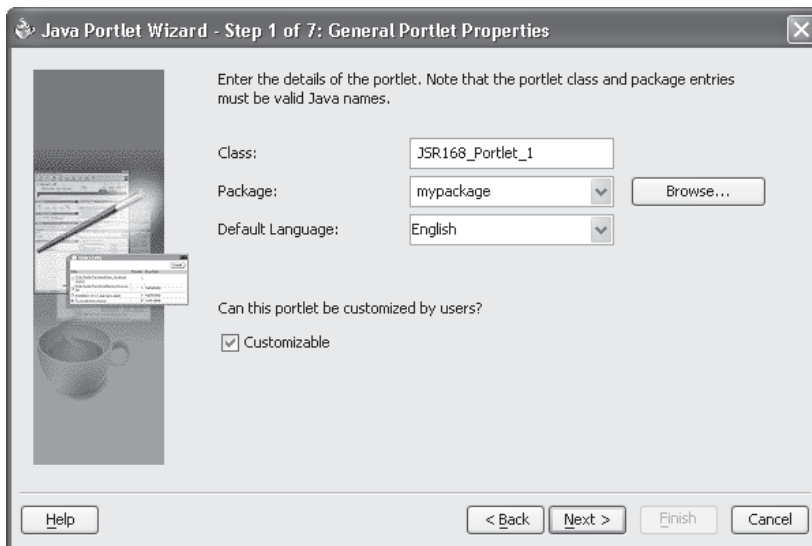 Java Portlet Wizard - Step 1 of 7: General Portlet Properties
Enter the details of the portlet. Note that the portlet class and package entries
must be valid Java names.
Class: JSR168_Portlet_1
Package: mypackage Browse...
Default Language: English
Can this portlet be customized by users?
Customizable
Help < Back Next > Finish Cancel